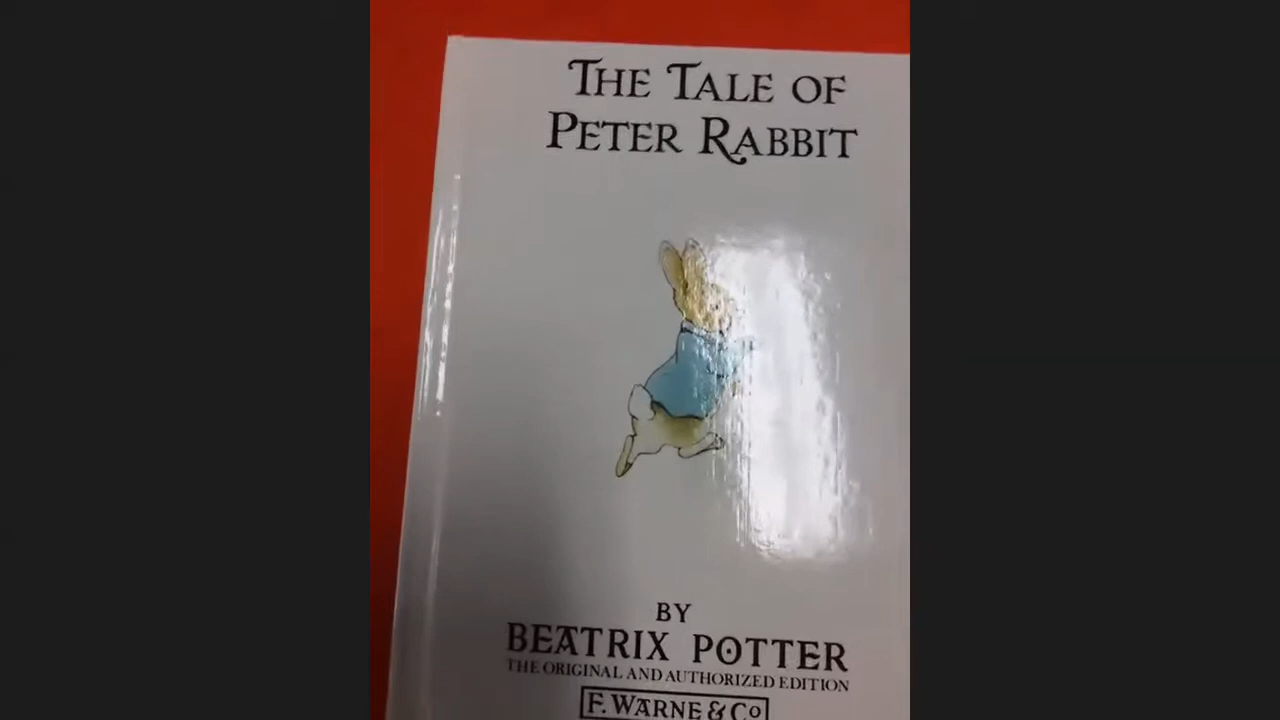 THE TALE OF
PETER RABBIT
BY
BEATRIX POTTER
THE ORIGINAL AND AUTHORIZED EDITION
F. WARNE & Co